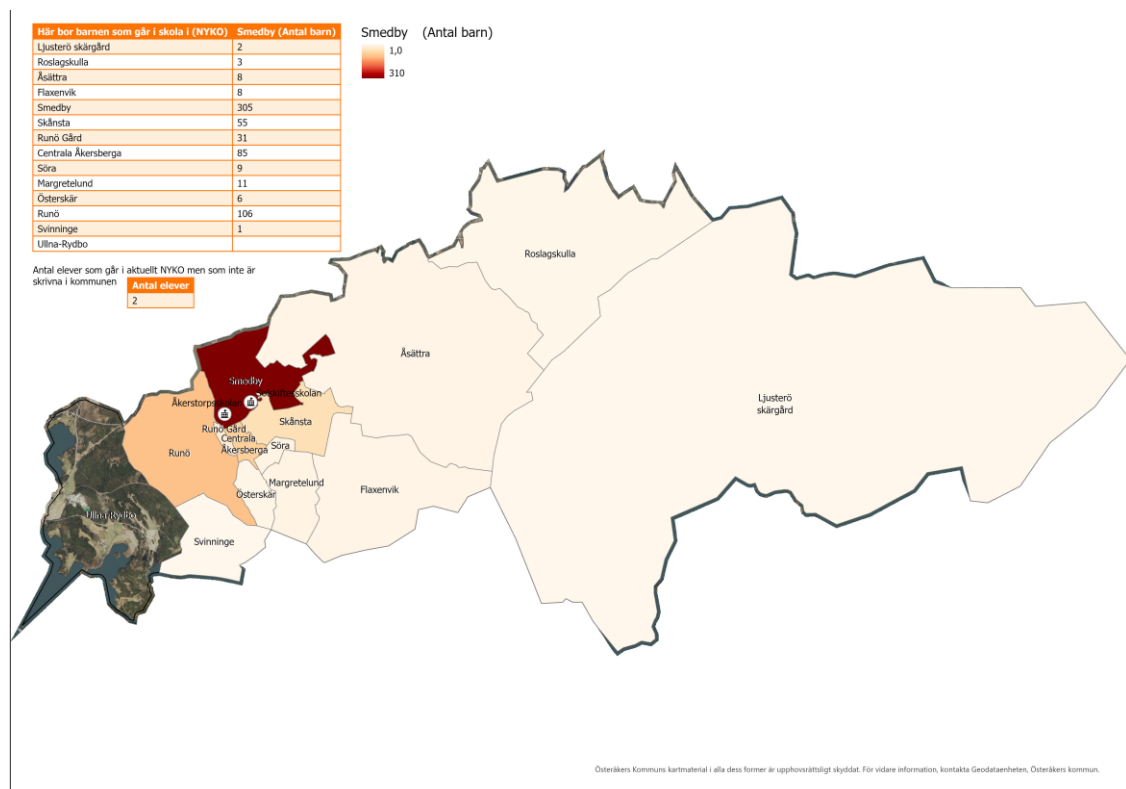 Här bor barnen som går i skola i (NYKO) Smedby (Antal barn)
Ljusterö skärgård 2
Roslagskulla 3
Åsättra 8
Flaxenvik 8
Smedby 305
Skånsta 55
Runö Gård 31
Centrala Åkersberga 85
Söra 9
Margretelund 11
Österskär 6
Runö 106
Svinninge 1
Ullna-Rydbo
Antal elever som går i aktuellt NYKO men som inte är
skrivna i kommunen
Antal elever
2
Smedby (Antal barn)
1,0
310
Roslagskulla
Åsättra
Smedby
Åkerstorpsskolan
Skånsta
Runö Gård
Centrala
Åkersberga
Söra
Runö
Österskär
Margretelund
Flaxenvik
Ljusterö
skärgård
Ullna-Rydbo
Svinninge
Österåkers Kommuns kartmaterial i alla dess former är upphovsrättsligt skyddat. För vidare information, kontakta Geodataenheten, Österåkers kommun.